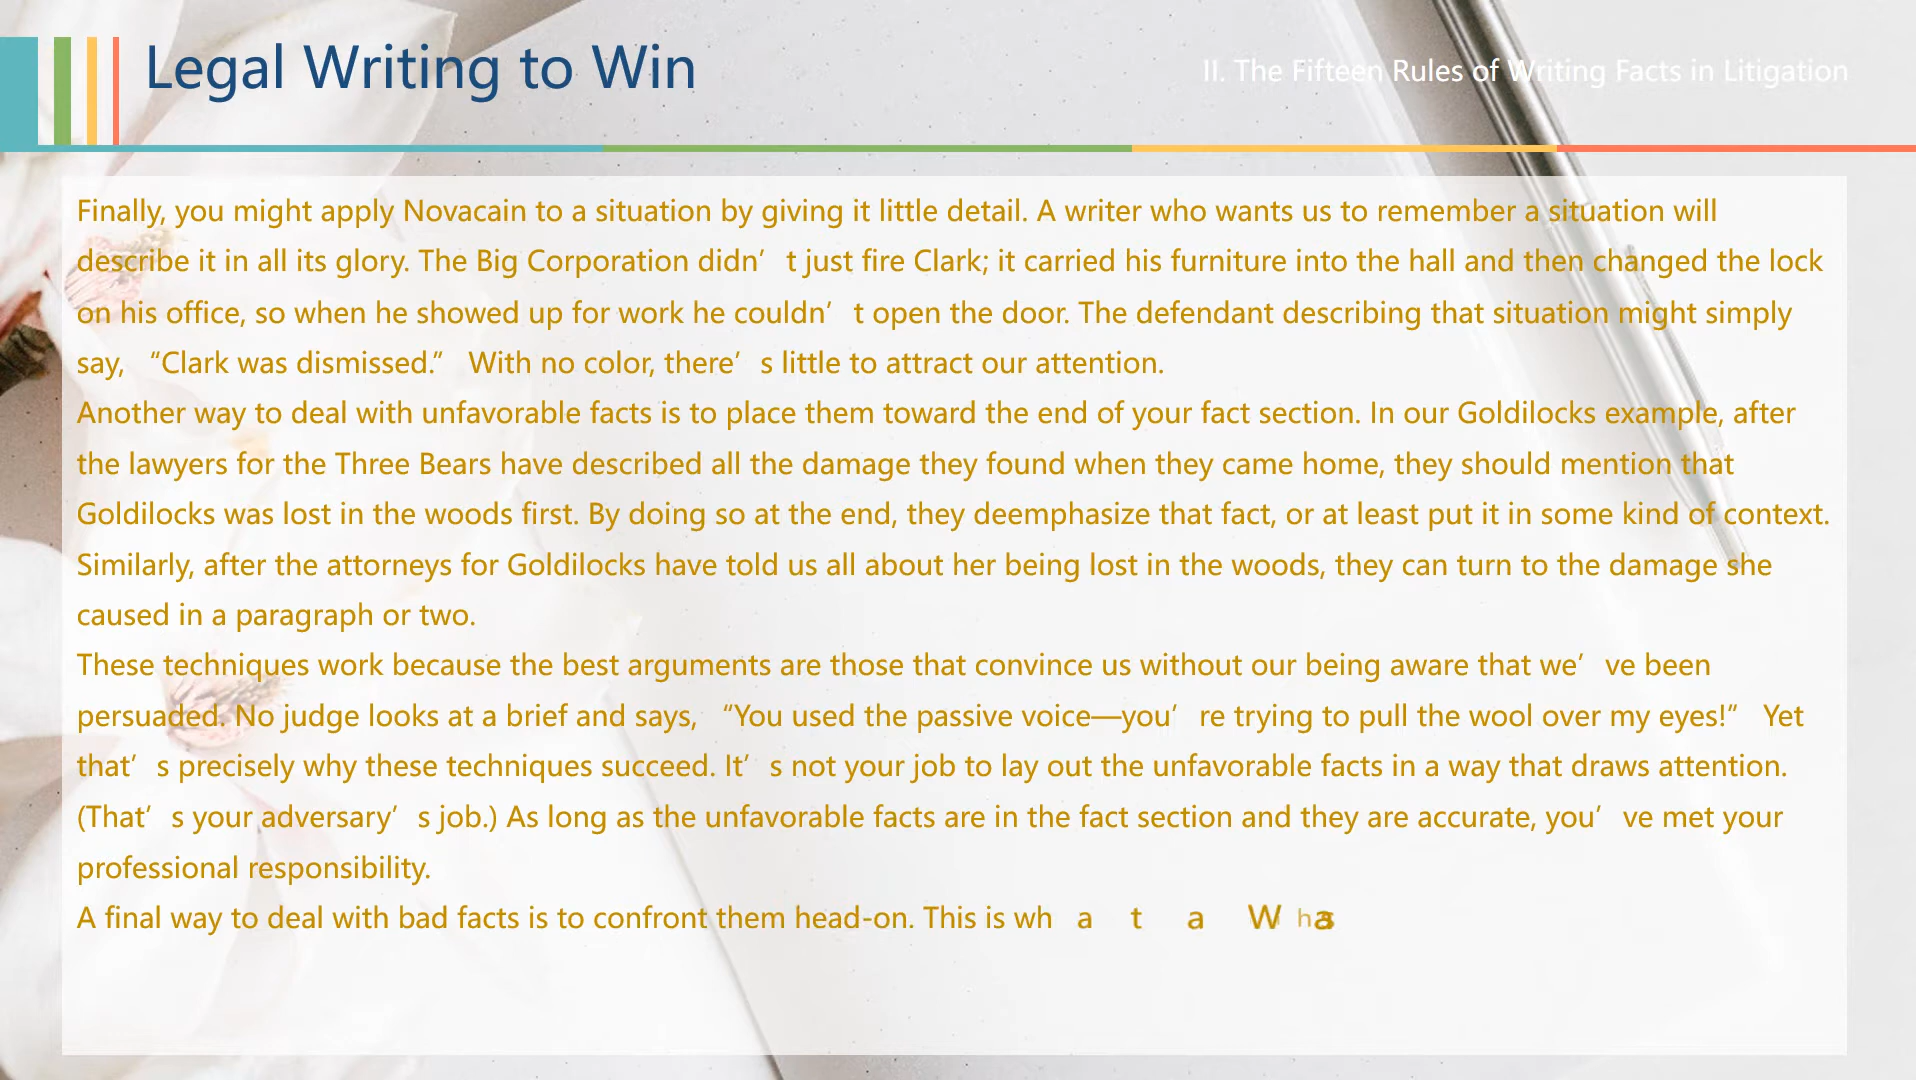 Legal Writing to Win
II. The Fifteen Rules of Writing Facts in Litigation
Finally, you might apply Novacain to a situation by giving it little detail. A writer who wants us to remember a situation will
describe it in all its glory. The Big Corporation didn’t just fire Clark; it carried his furniture into the hall and then changed the lock
on his office, so when he showed up for work he couldn’t open the door. The defendant describing that situation might simply
say, “Clark was dismissed.” With no color, there’s little to attract our attention.
Another way to deal with unfavorable facts is to place them toward the end of your fact section. In our Goldilocks example, after
the lawyers for the Three Bears have described all the damage they found when they came home, they should mention that
Goldilocks was lost in the woods first. By doing so at the end, they deemphasize that fact, or at least put it in some kind of context.
Similarly, after the attorneys for Goldilocks have told us all about her being lost in the woods, they can turn to the damage she
caused in a paragraph or two.
These techniques work because the best arguments are those that convince us without our being aware that we’ve been
persuaded. No judge looks at a brief and says, “You used the passive voice—you’re trying to pull the wool over my eyes!” Yet
that’s precisely why these techniques succeed. It’s not your job to lay out the unfavorable facts in a way that draws attention.
(That’s your adversary’s job.) As long as the unfavorable facts are in the fact section and they are accurate, you’ve met your
professional responsibility.
A final way to deal with bad facts is to confront them head-on. This is what a W